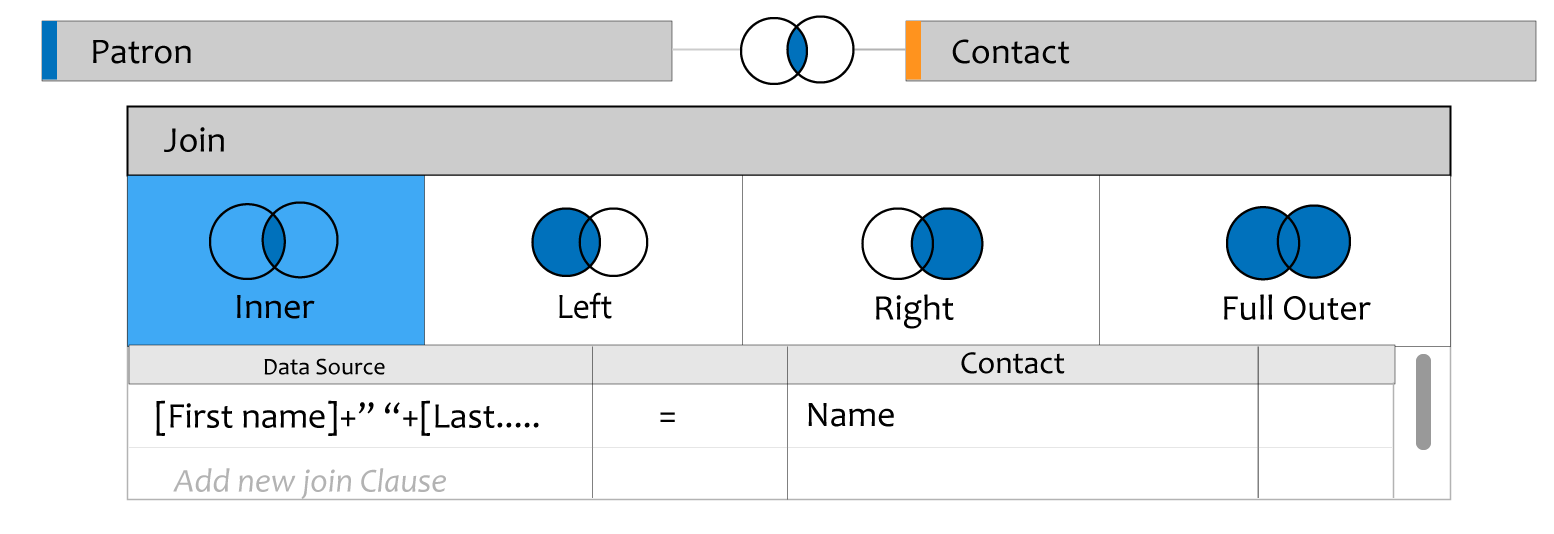 Patron
Contact
Join
Inner
Left
Right
Full Outer
Data Source
Contact
[First name]+” “+[Last.....
=
Name
Add new join Clause